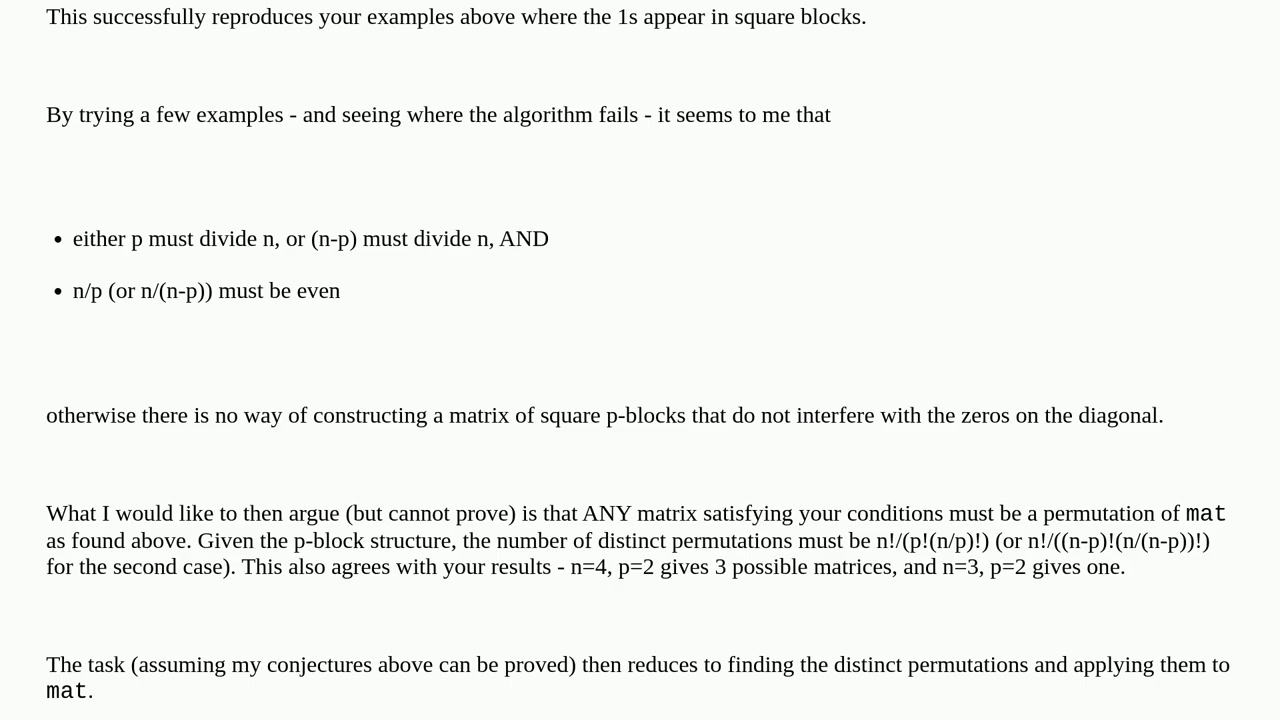 This successfully reproduces your examples above where the 1s appear in square blocks.
By trying a few examples - and seeing where the algorithm fails - it seems to me that
• either p must divide n, or (n-p) must divide n, AND
• n/p (or n/(n-p)) must be even
otherwise there is no way of constructing a matrix of square p-blocks that do not interfere with the zeros on the diagonal.
What I would like to then argue (but cannot prove) is that ANY matrix satisfying your conditions must be a permutation of mat
as found above. Given the p-block structure, the number of distinct permutations must be n!/(p!(n/p)!) (or n!/((n-p)!(n/(n-p))!)
for the second case). This also agrees with your results - n=4, p=2 gives 3 possible matrices, and n=3, p=2 gives one.
The task (assuming my conjectures above can be proved) then reduces to finding the distinct permutations and applying them to
mat.